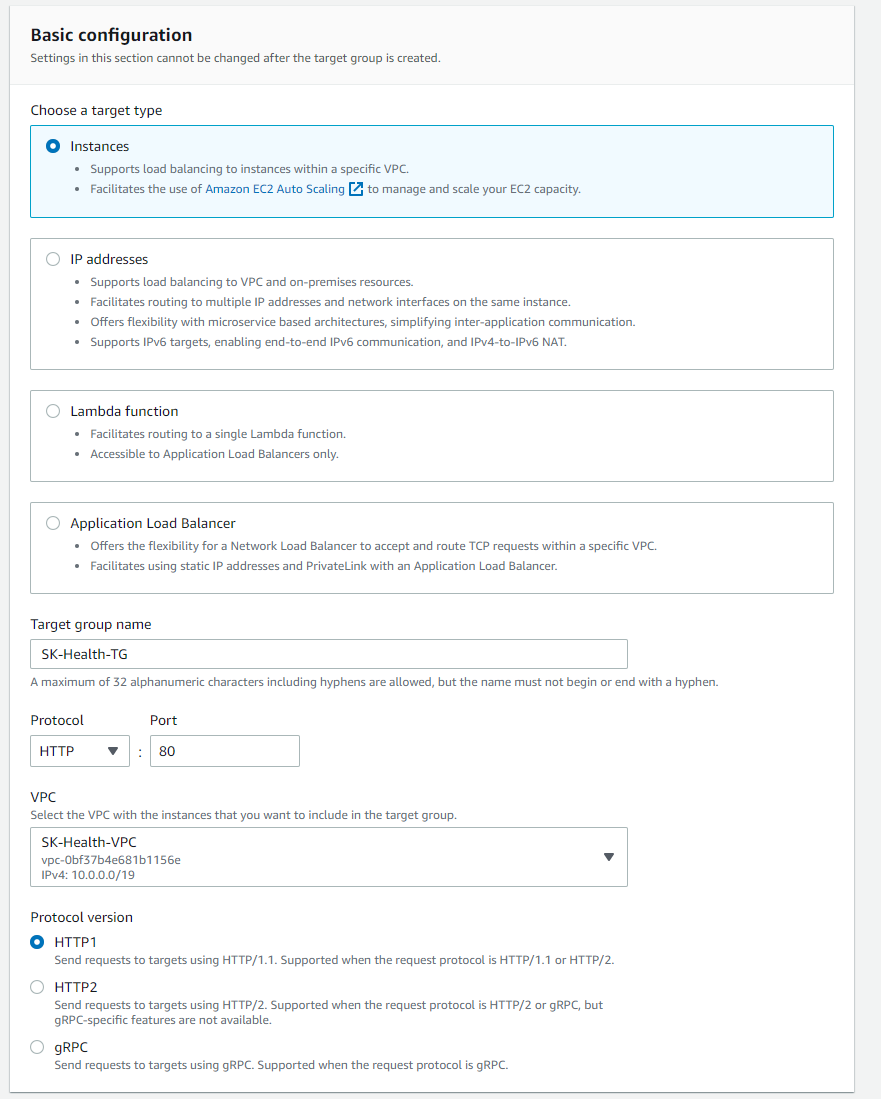 Basic configuration
Settings in this section cannot be changed after the target group is created.
Choose a target type
Instances
• Supports load balancing to instances within a specific VPC.
• Facilitates the use of Amazon EC2 Auto Scaling to manage and scale your EC2 capacity.
IP addresses
• Supports load balancing to VPC and on-premises resources.
• Facilitates routing to multiple IP addresses and network interfaces on the same instance.
• Offers flexibility with microservice based architectures, simplifying inter-application communication.
• Supports IPv6 targets, enabling end-to-end IPv6 communication, and IPv4-to-IPv6 NAT.
Lambda function
• Facilitates routing to a single Lambda function.
• Accessible to Application Load Balancers only.
Application Load Balancer
• Offers the flexibility for a Network Load Balancer to accept and route TCP requests within a specific VPC.
• Facilitates using static IP addresses and PrivateLink with an Application Load Balancer.
Target group name
SK-Health-TG
A maximum of 32 alphanumeric characters including hyphens are allowed, but the name must not begin or end with a hyphen.
Protocol Port
HTTP : 80
VPC
Select the VPC with the instances that you want to include in the target group.
SK-Health-VPC
vpc-0bf37b4e681b1156e
IPv4: 10.0.0.0/19
Protocol version
HTTP1
Send requests to targets using HTTP/1.1. Supported when the request protocol is HTTP/1.1 or HTTP/2.
HTTP2
Send requests to targets using HTTP/2. Supported when the request protocol is HTTP/2 or gRPC, but
gRPC-specific features are not available.
gRPC
Send requests to targets using gRPC. Supported when the request protocol is gRPC.